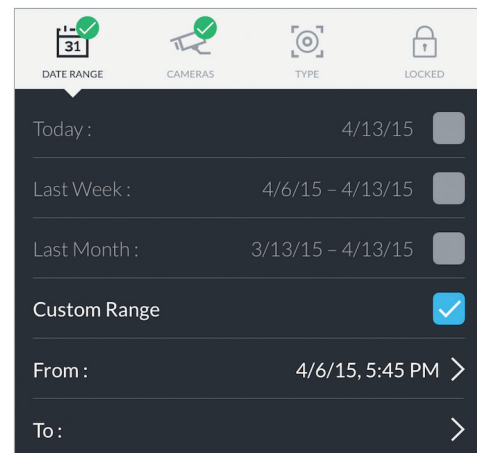 31
DATE RANGE CAMERAS TYPE LOCKED
Today : 4/13/15
Last Week : 4/6/15 – 4/13/15
Last Month : 3/13/15 – 4/13/15
Custom Range
From : 4/6/15, 5:45 PM
To :